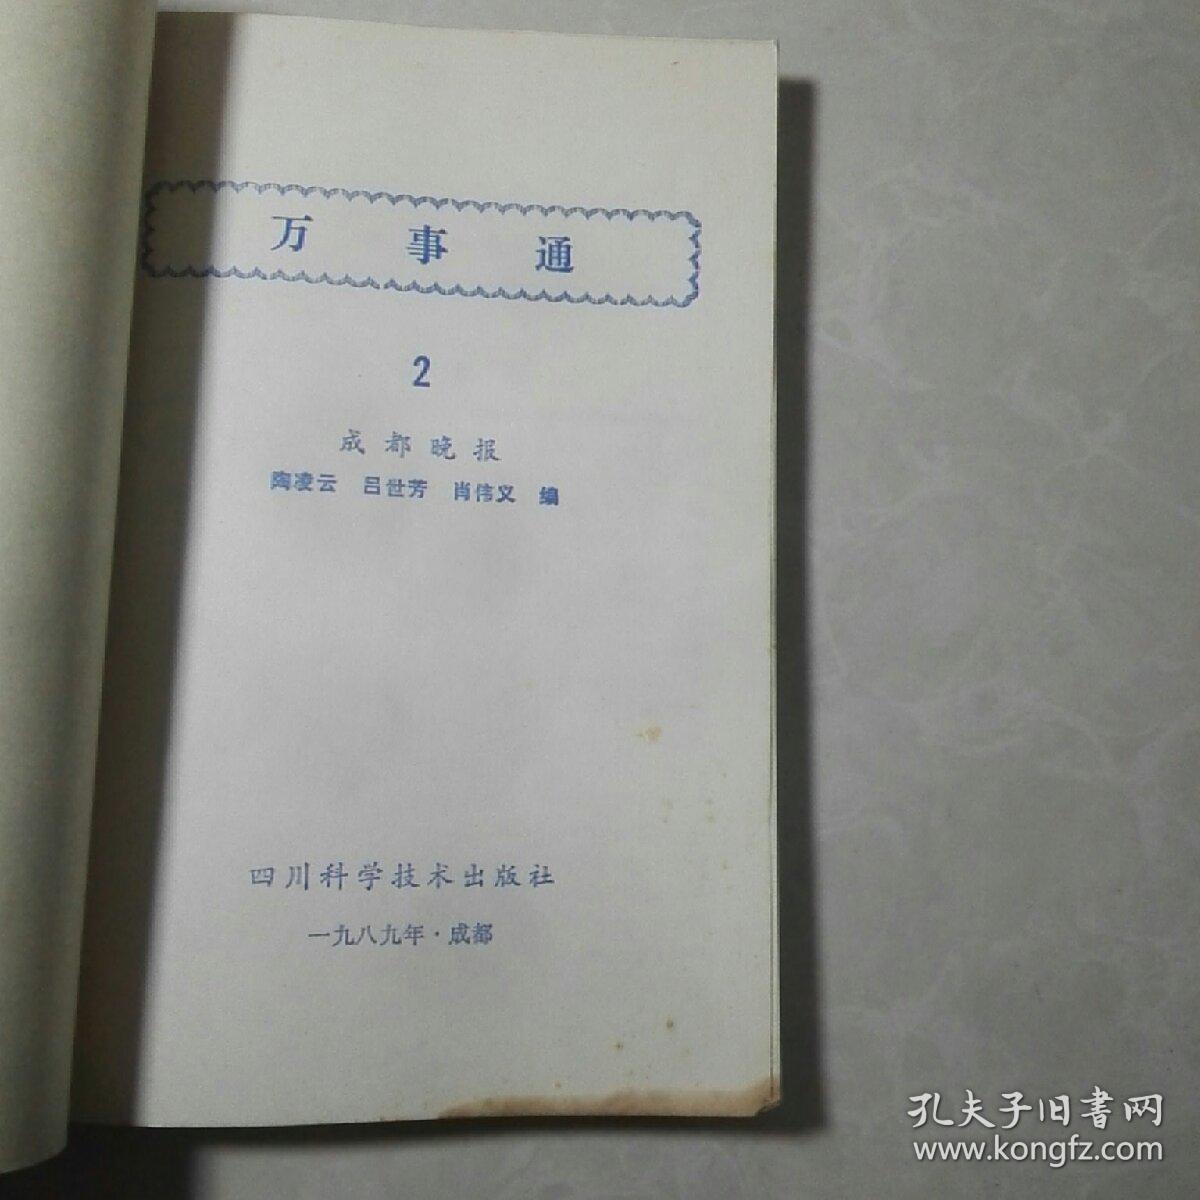 万事通
2
成都晚报
陶凌云 吕世芳 肖伟义 编
四川科学技术出版社
一九八九年·成都
孔夫子旧书网
www.kongfz.com